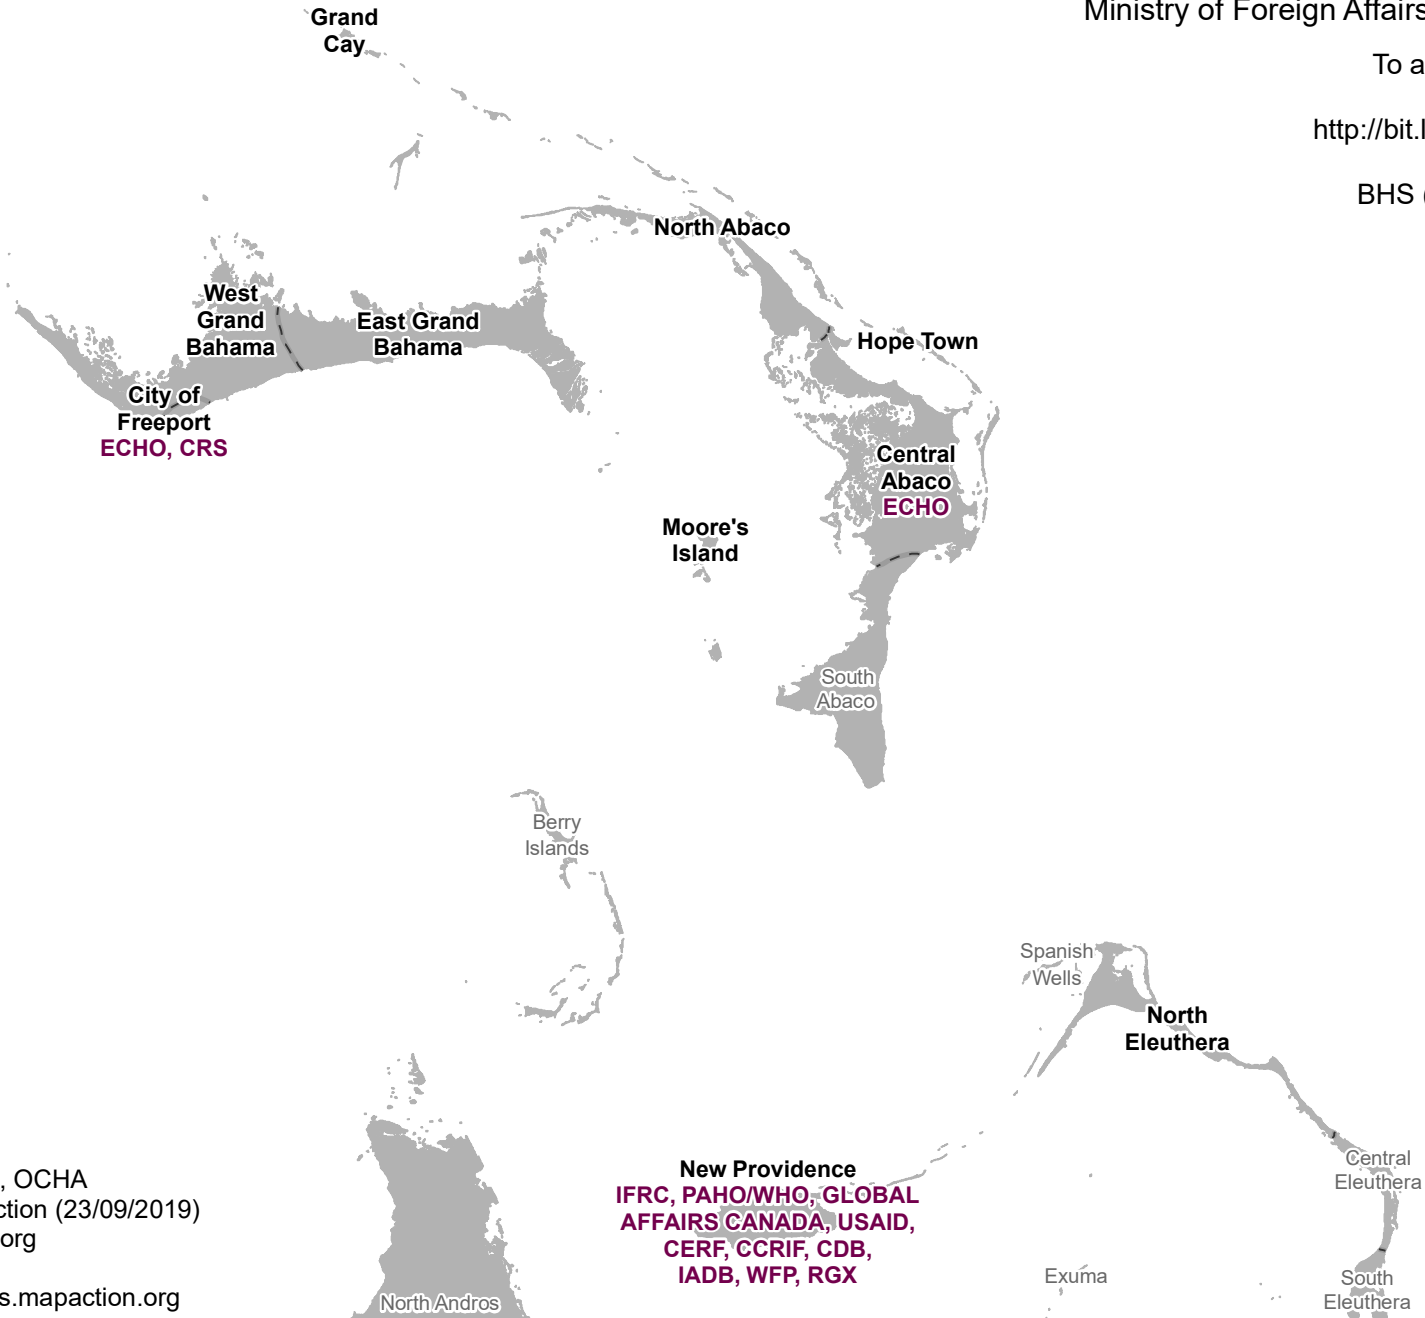 Grand
Cay
Ministry of Foreign Affairs
To a
http://bit.l
BHS (
North Abaco
West
Grand
Bahama
East Grand
Bahama
Hope Town
City of
Freeport
ECHO, CRS
Central
Abaco
ECHO
Moore's
Island
South
Abaco
Berry
Islands
Spanish
Wells
North
Eleuthera
Central
Eleuthera
New Providence
IFRC, PAHO/WHO, GLOBAL
AFFAIRS CANADA, USAID,
CERF, CCRIF, CDB,
IADB, WFP, RGX
Exuma
South
Eleuthera
North Andros
, OCHA
ction (23/09/2019)
org
s.mapaction.org